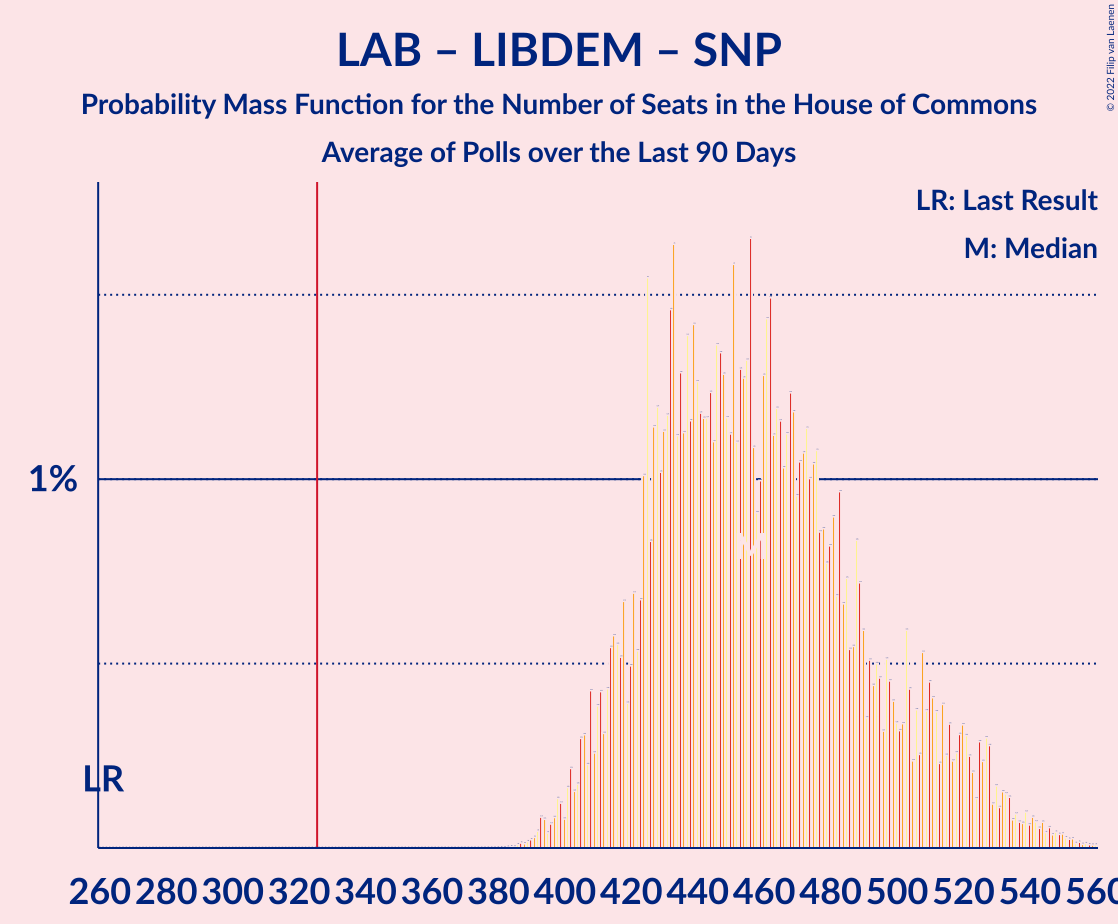 LAB – LIBDEM – SNP
Probability Mass Function for the Number of Seats in the House of Commons
Average of Polls over the Last 90 Days
© 2022 Filip van Laenen
LR: Last Result
M: Median
1%
M
LR
260 280 300 320 340 360 380 400 420 440 460 480 500 520 540 560